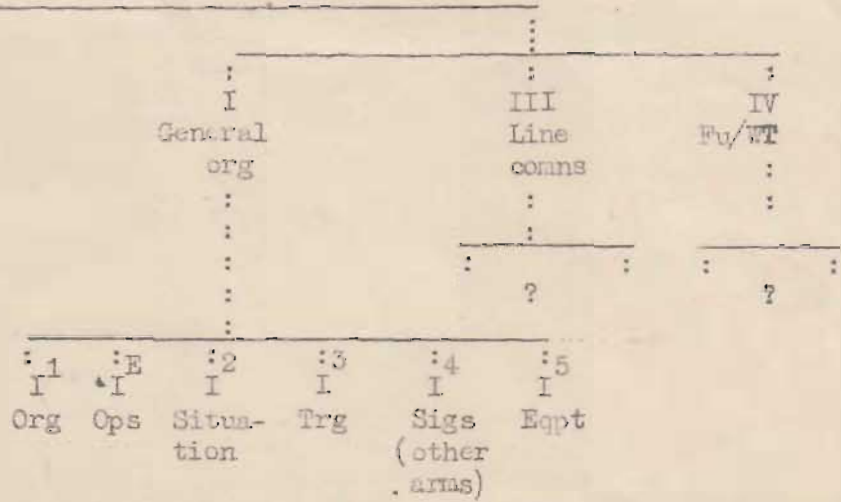 I III IV
General Line Fu/WT
org comns
? ?
I1 IE I2 I3 I4 I5
Org Ops Situa- Trg Sigs Eqpt
tion (other
arms)